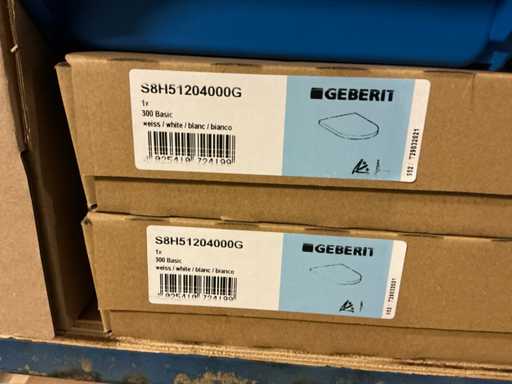 S8H51204000G
1x
300 Basic
weiss / white / blanc / bianco
GEBERIT
S8H51204000G
1x
300 Basic
weiss / white / blanc / bianco
GEBERIT